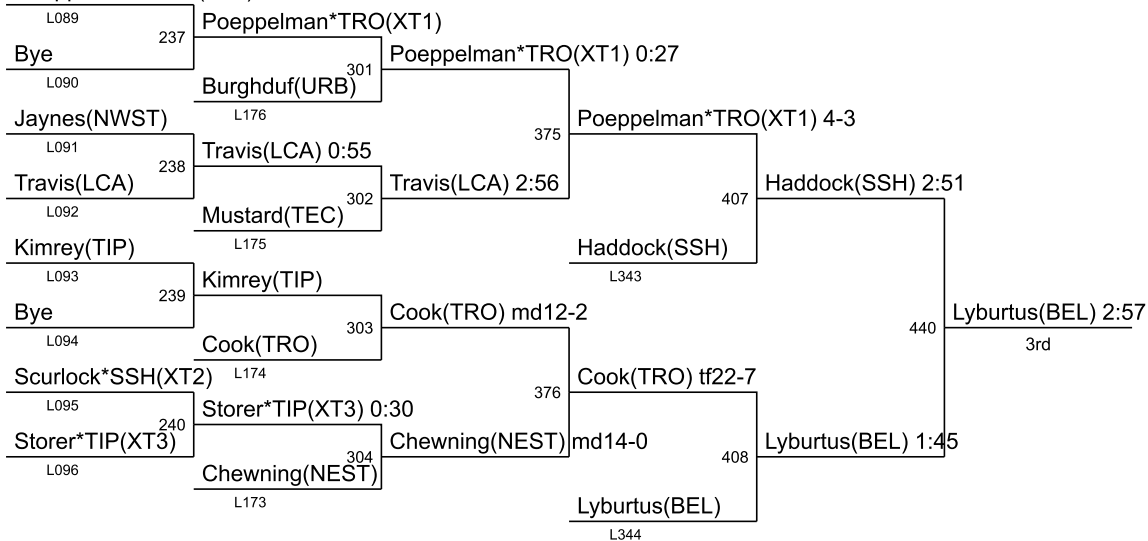 L089
Poeppelman*TRO(XT1)
237
Bye
Poeppelman*TRO(XT1) 0:27
301
L090
Burghduf(URB)
L176
Jaynes(NWST)
Poeppelman*TRO(XT1) 4-3
375
L091
Travis(LCA) 0:55
238
Travis(LCA)
Travis(LCA) 2:56
Haddock(SSH) 2:51
302
407
L092
Mustard(TEC)
L175
Kimrey(TIP)
Haddock(SSH)
L093
L343
Kimrey(TIP)
239
Bye
Cook(TRO) md12-2
Lyburtus(BEL) 2:57
303
440
L094
Cook(TRO)
3rd
L174
Scurlock*SSH(XT2)
Cook(TRO) tf22-7
376
L095
Storer*TIP(XT3) 0:30
240
Storer*TIP(XT3)
Chewning(NEST) md14-0
Lyburtus(BEL) 1:45
304
408
L096
Chewning(NEST)
L173
Lyburtus(BEL)
L344